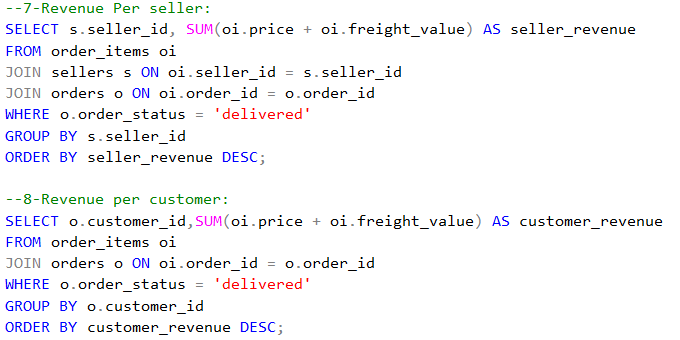 --7-Revenue Per seller:
SELECT s.seller_id, SUM(oi.price + oi.freight_value) AS seller_revenue
FROM order_items oi
JOIN sellers s ON oi.seller_id = s.seller_id
JOIN orders o ON oi.order_id = o.order_id
WHERE o.order_status = 'delivered'
GROUP BY s.seller_id
ORDER BY seller_revenue DESC;
--8-Revenue per customer:
SELECT o.customer_id,SUM(oi.price + oi.freight_value) AS customer_revenue
FROM order_items oi
JOIN orders o ON oi.order_id = o.order_id
WHERE o.order_status = 'delivered'
GROUP BY o.customer_id
ORDER BY customer_revenue DESC;